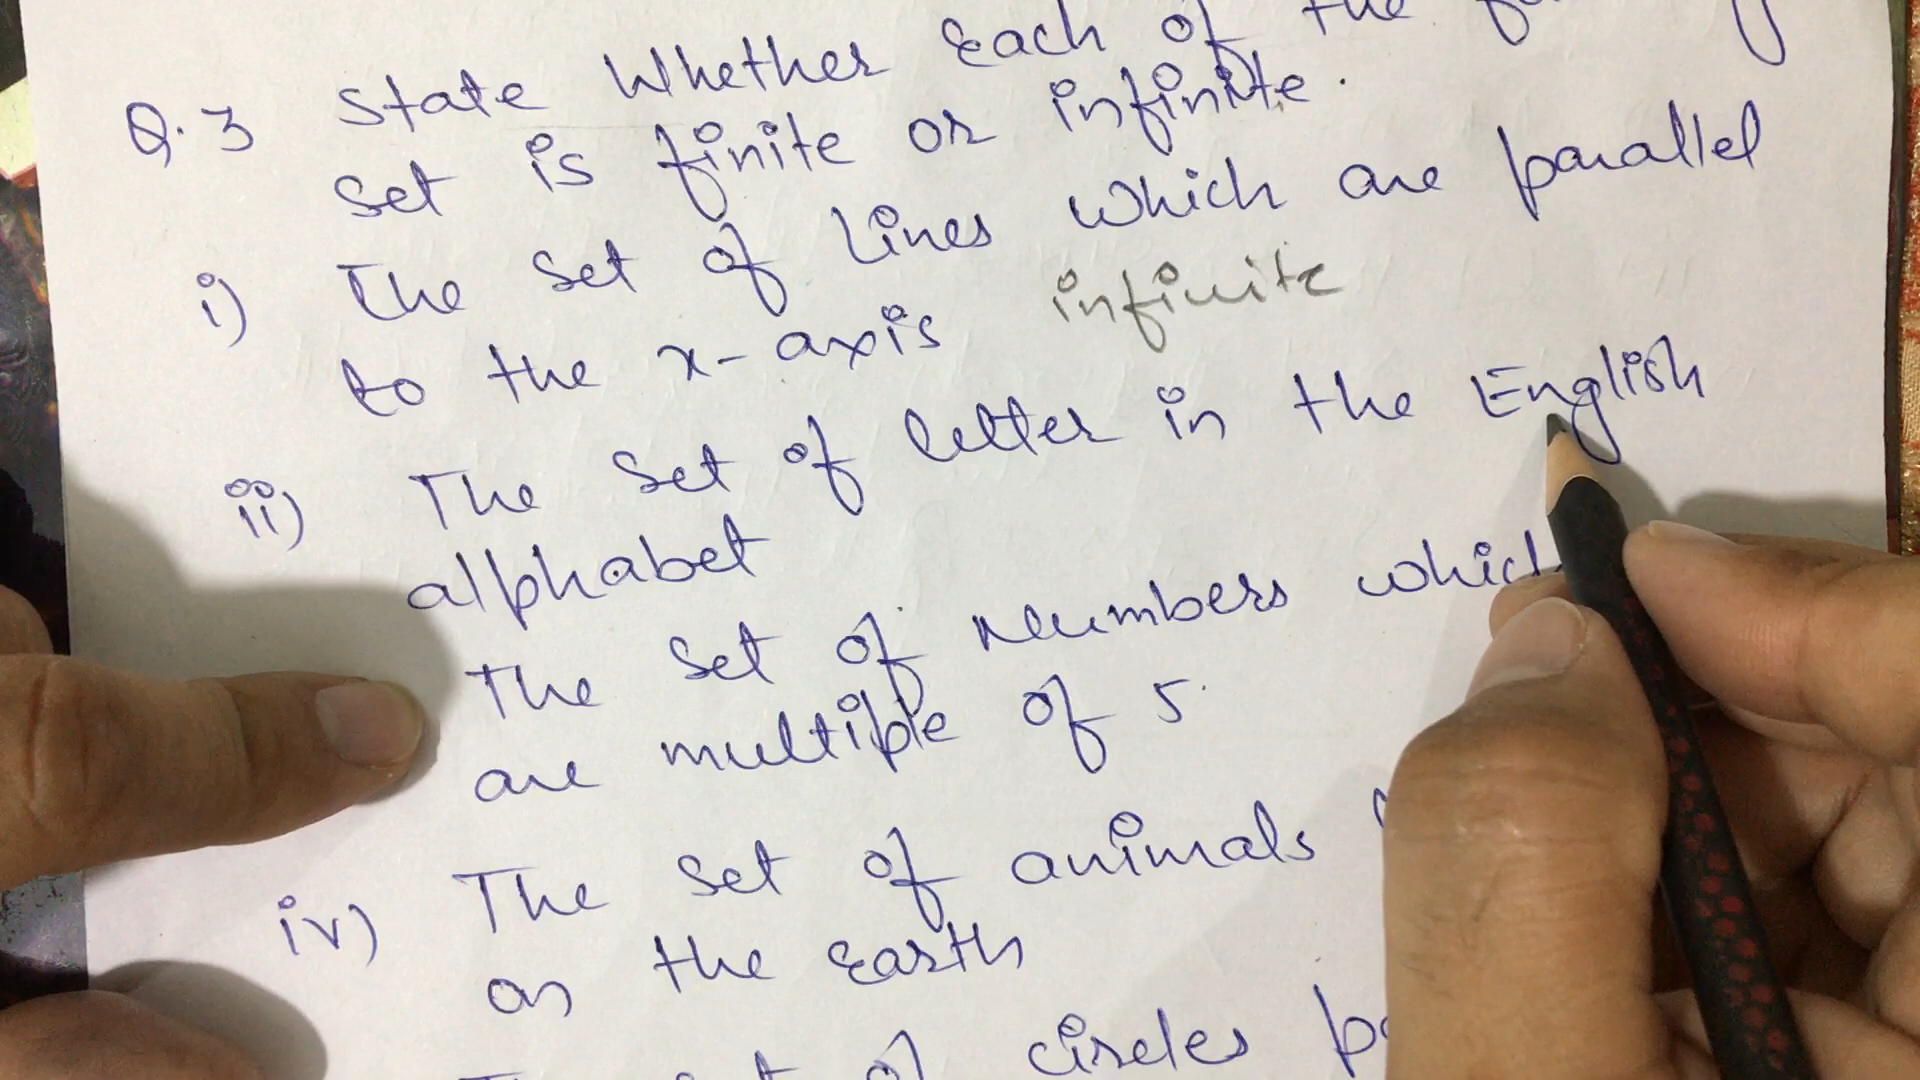 Q.3 State Whether Each of the
set is finite or infinite.
i) The set of lines which are parallel
to the x-axis infinite
ii) The set of letter in the English
alphabet
The set of Numbers which
are multiple of 5.
iv) The set of animals
on the Earth
of circles